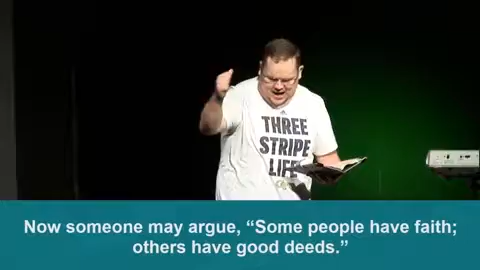 THREE
STRIPE
LIFE
Now someone may argue, “Some people have faith;
others have good deeds.”